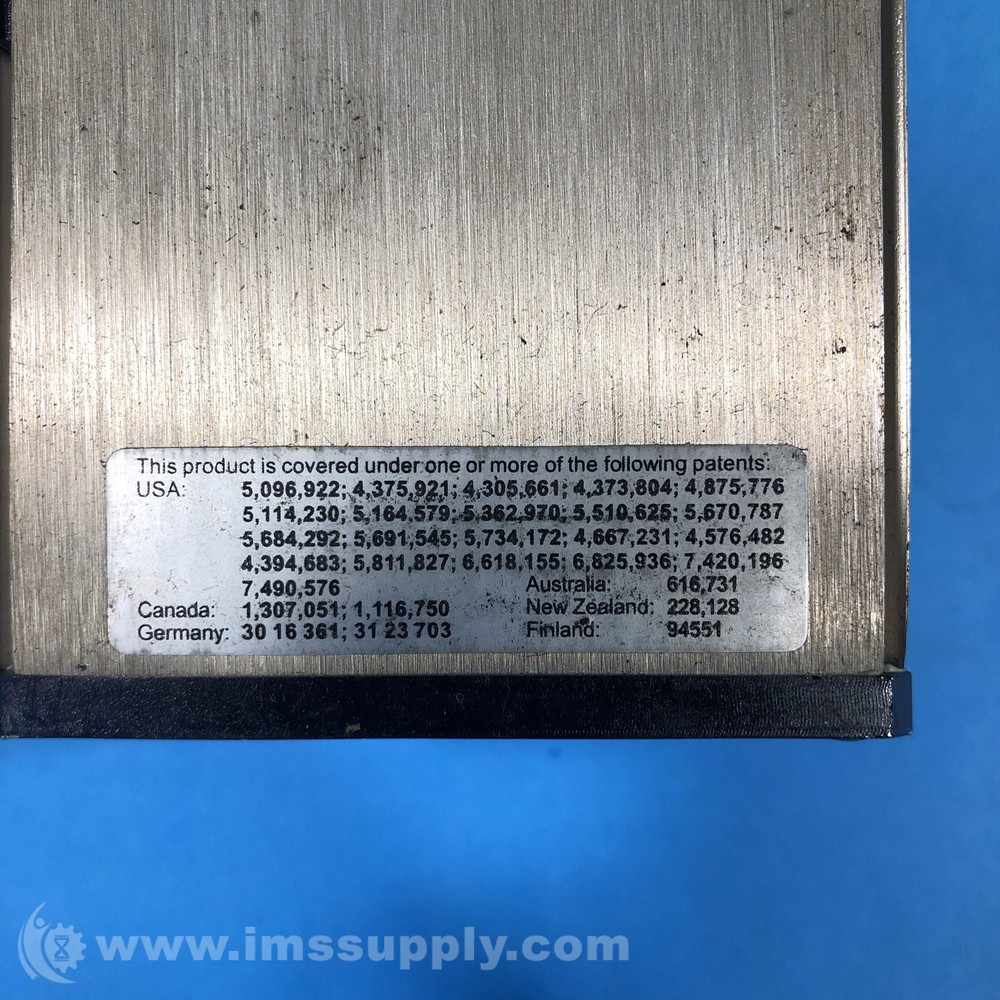 This product is covered under one or more of the following patents:
USA: 5,096,922; 4,375,921; 4,305,661; 4,373,804; 4,875,776
5,114,230; 5,164,579; 5,362,970; 5,510,625; 5,670,787
5,684,292; 5,691,545; 5,734,172; 4,667,231; 4,576,482
4,394,683; 5,811,827; 6,618,155; 6,825,936; 7,420,196
7,490,576 Australia: 616,731
Canada: 1,307,051; 1,116,750 New Zealand: 228,128
Germany: 30 16 361; 31 23 703 Finland: 94551
www.imssupply.com